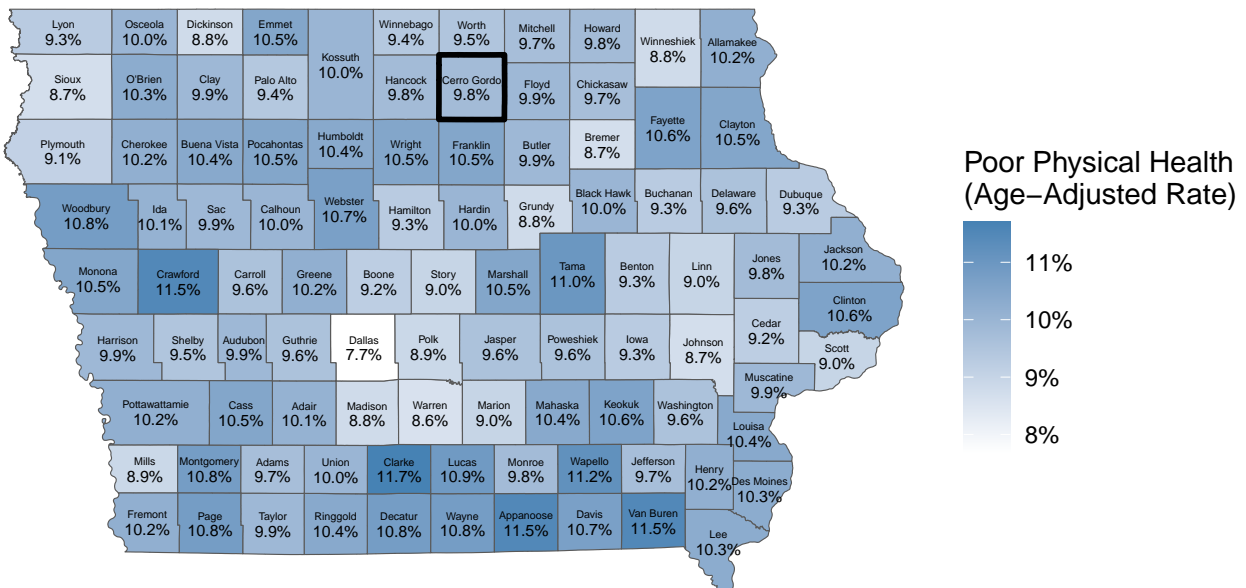 Lyon
9.3%
Osceola
10.0%
Dickinson
8.8%
Emmet
10.5%
Kossuth
10.0%
Winnebago
9.4%
Worth
9.5%
Mitchell
9.7%
Howard
9.8%
Winneshiek
8.8%
Allamakee
10.2%
Sioux
8.7%
O'Brien
10.3%
Clay
9.9%
Palo Alto
9.4%
Hancock
9.8%
Cerro Gordo
9.8%
Floyd
9.9%
Chickasaw
9.7%
Fayette
10.6%
Clayton
10.5%
Plymouth
9.1%
Cherokee
10.2%
Buena Vista
10.4%
Pocahontas
10.5%
Humboldt
10.4%
Wright
10.5%
Franklin
10.5%
Butler
9.9%
Bremer
8.7%
Woodbury
10.8%
Ida
10.1%
Sac
9.9%
Calhoun
10.0%
Webster
10.7%
Hamilton
9.3%
Hardin
10.0%
Grundy
8.8%
Black Hawk
10.0%
Buchanan
9.3%
Delaware
9.6%
Dubuque
9.3%
Monona
10.5%
Crawford
11.5%
Carroll
9.6%
Greene
10.2%
Boone
9.2%
Story
9.0%
Marshall
10.5%
Tama
11.0%
Benton
9.3%
Linn
9.0%
Jones
9.8%
Jackson
10.2%
Clinton
10.6%
Harrison
9.9%
Shelby
9.5%
Audubon
9.9%
Guthrie
9.6%
Dallas
7.7%
Polk
8.9%
Jasper
9.6%
Poweshiek
9.6%
Iowa
9.3%
Johnson
8.7%
Cedar
9.2%
Scott
9.0%
Muscatine
9.9%
Pottawattamie
10.2%
Cass
10.5%
Adair
10.1%
Madison
8.8%
Warren
8.6%
Marion
9.0%
Mahaska
10.4%
Keokuk
10.6%
Washington
9.6%
Louisa
10.4%
Mills
8.9%
Montgomery
10.8%
Adams
9.7%
Union
10.0%
Clarke
11.7%
Lucas
10.9%
Monroe
9.8%
Wapello
11.2%
Jefferson
9.7%
Henry
10.2%
Des Moines
10.3%
Fremont
10.2%
Page
10.8%
Taylor
9.9%
Ringgold
10.4%
Decatur
10.8%
Wayne
10.8%
Appanoose
11.5%
Davis
10.7%
Van Buren
11.5%
Lee
10.3%
Poor Physical Health
(Age−Adjusted Rate)
11%
10%
9%
8%